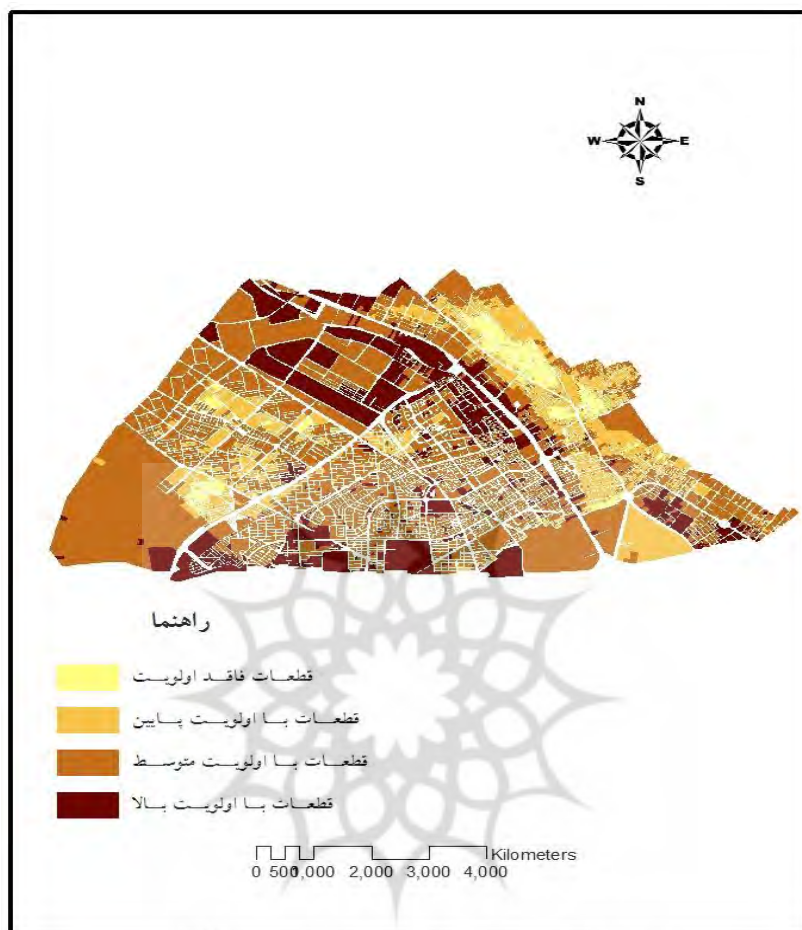 N
W E
S
راهنما
قطعات فاقد اولویت
قطعات با اولویت پایین
قطعات با اولویت متوسط
قطعات با اولویت بالا
Kilometers
0 500 1,000 2,000 3,000 4,000